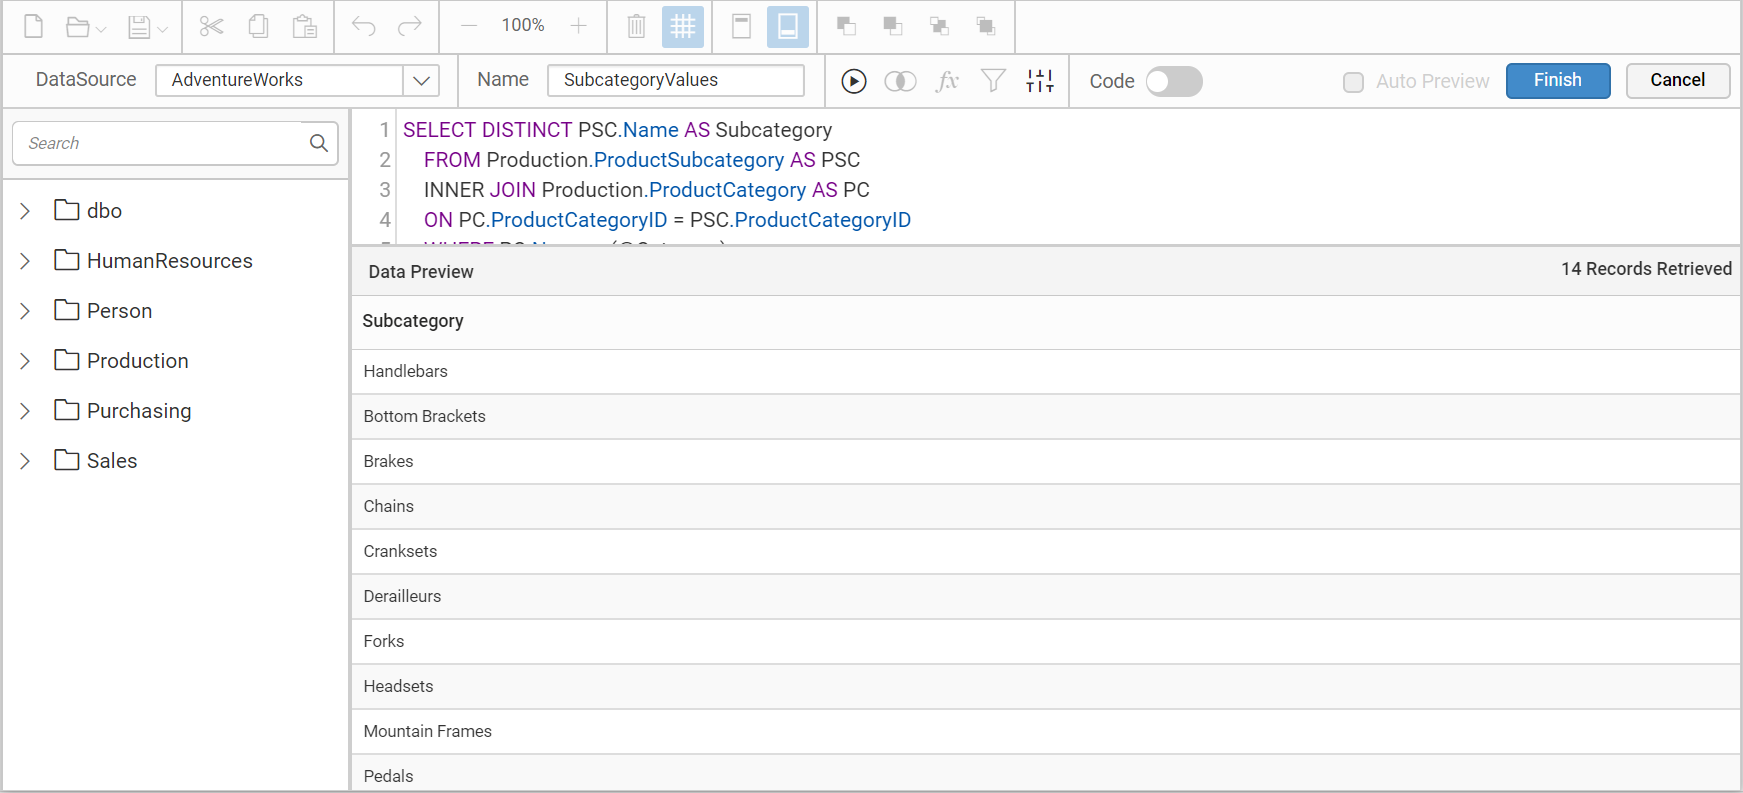 100%
DataSource AdventureWorks Name SubcategoryValues fx Code Auto Preview Finish Cancel
Search
dbo
HumanResources
Person
Production
Purchasing
Sales
1 SELECT DISTINCT PSC.Name AS Subcategory
2 FROM Production.ProductSubcategory AS PSC
3 INNER JOIN Production.ProductCategory AS PC
4 ON PC.ProductCategoryID = PSC.ProductCategoryID
Data Preview 14 Records Retrieved
Subcategory
Handlebars
Bottom Brackets
Brakes
Chains
Cranksets
Derailleurs
Forks
Headsets
Mountain Frames
Pedals